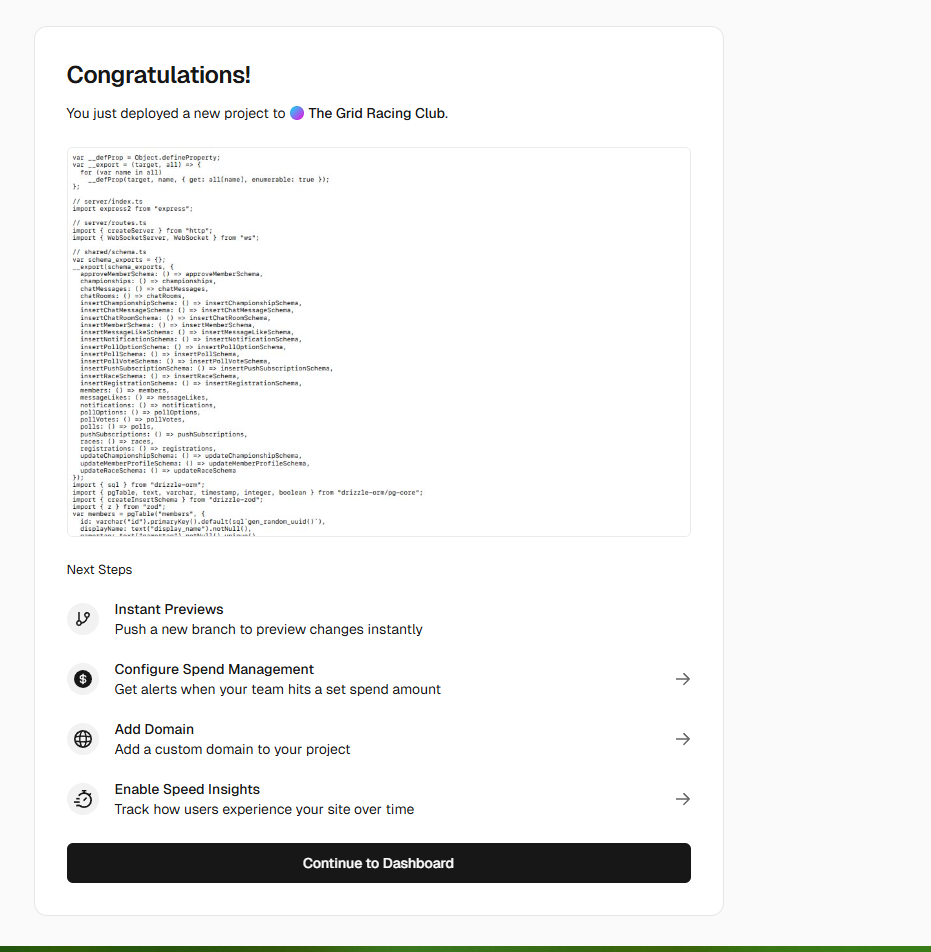 Congratulations!
You just deployed a new project to The Grid Racing Club.
var __defProp = Object.defineProperty;
var __export = (target, all) => {
  for (var name in all)
    __defProp(target, name, { get: all[name], enumerable: true });
};
// server/index.ts
import express2 from "express";
// server/routes.ts
import { createServer } from "http";
import { WebSocketServer, WebSocket } from "ws";
// shared/schema.ts
var schema_exports = {};
__export(schema_exports, {
  approveMemberSchema: () => approveMemberSchema,
  championships: () => championships,
  chatMessages: () => chatMessages,
  chatRooms: () => chatRooms,
  insertChampionshipSchema: () => insertChampionshipSchema,
  insertChatMessageSchema: () => insertChatMessageSchema,
  insertChatRoomSchema: () => insertChatRoomSchema,
  insertMemberSchema: () => insertMemberSchema,
  insertMessageLikeSchema: () => insertMessageLikeSchema,
  insertNotificationSchema: () => insertNotificationSchema,
  insertPollOptionSchema: () => insertPollOptionSchema,
  insertPollSchema: () => insertPollSchema,
  insertPollVoteSchema: () => insertPollVoteSchema,
  insertPushSubscriptionSchema: () => insertPushSubscriptionSchema,
  insertRaceSchema: () => insertRaceSchema,
  insertRegistrationSchema: () => insertRegistrationSchema,
  members: () => members,
  messageLikes: () => messageLikes,
  notifications: () => notifications,
  pollOptions: () => pollOptions,
  pollVotes: () => pollVotes,
  polls: () => polls,
  pushSubscriptions: () => pushSubscriptions,
  races: () => races,
  registrations: () => registrations,
  updateChampionshipSchema: () => updateChampionshipSchema,
  updateMemberProfileSchema: () => updateMemberProfileSchema,
  updateRaceSchema: () => updateRaceSchema
});
import { sql } from "drizzle-orm";
import { pgTable, text, varchar, timestamp, integer, boolean } from "drizzle-orm/pg-core";
import { createInsertSchema } from "drizzle-zod";
import { z } from "zod";
var members = pgTable("members", {
  id: varchar("id").primaryKey().default(sql`gen_random_uuid()`),
  displayName: text("display_name").notNull(),
Next Steps
Instant Previews
Push a new branch to preview changes instantly
Configure Spend Management
Get alerts when your team hits a set spend amount
Add Domain
Add a custom domain to your project
Enable Speed Insights
Track how users experience your site over time
Continue to Dashboard